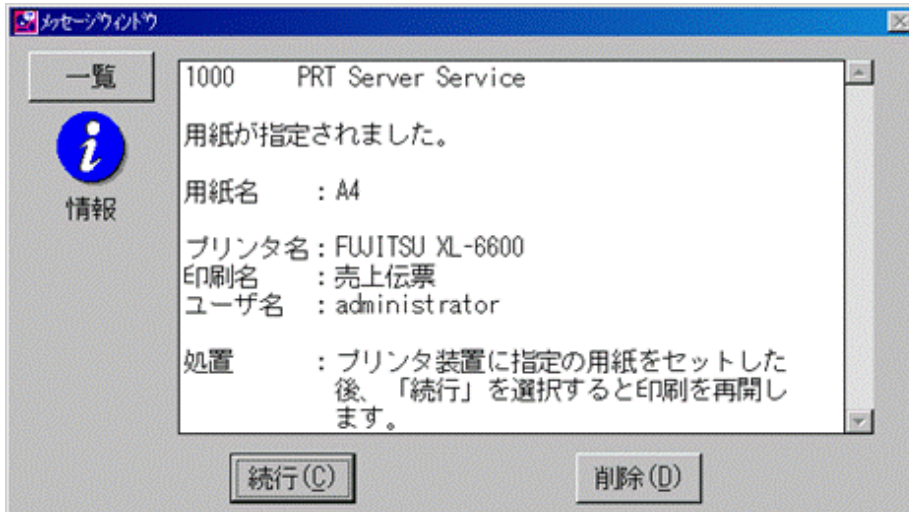 メッセージウィンドウ
一覧
情報
1000 PRT Server Service
用紙が指定されました。
用紙名 : A4
プリンタ名 : FUJITSU XL-6600
印刷名 : 売上伝票
ユーザ名 : administrator
処置 : プリンタ装置に指定の用紙をセットした
後、「続行」を選択すると印刷を再開し
ます。
続行(C) 削除(D)